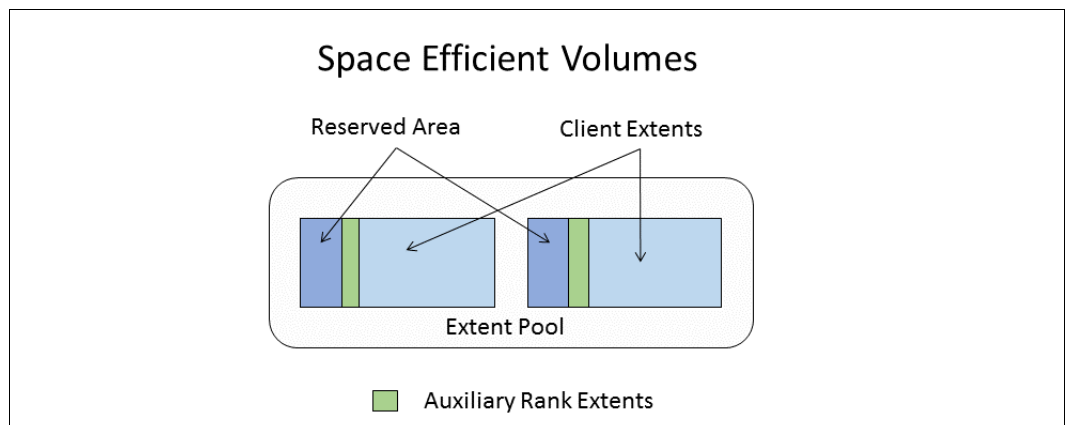 Space Efficient Volumes
Reserved Area
Client Extents
Extent Pool
Auxiliary Rank Extents